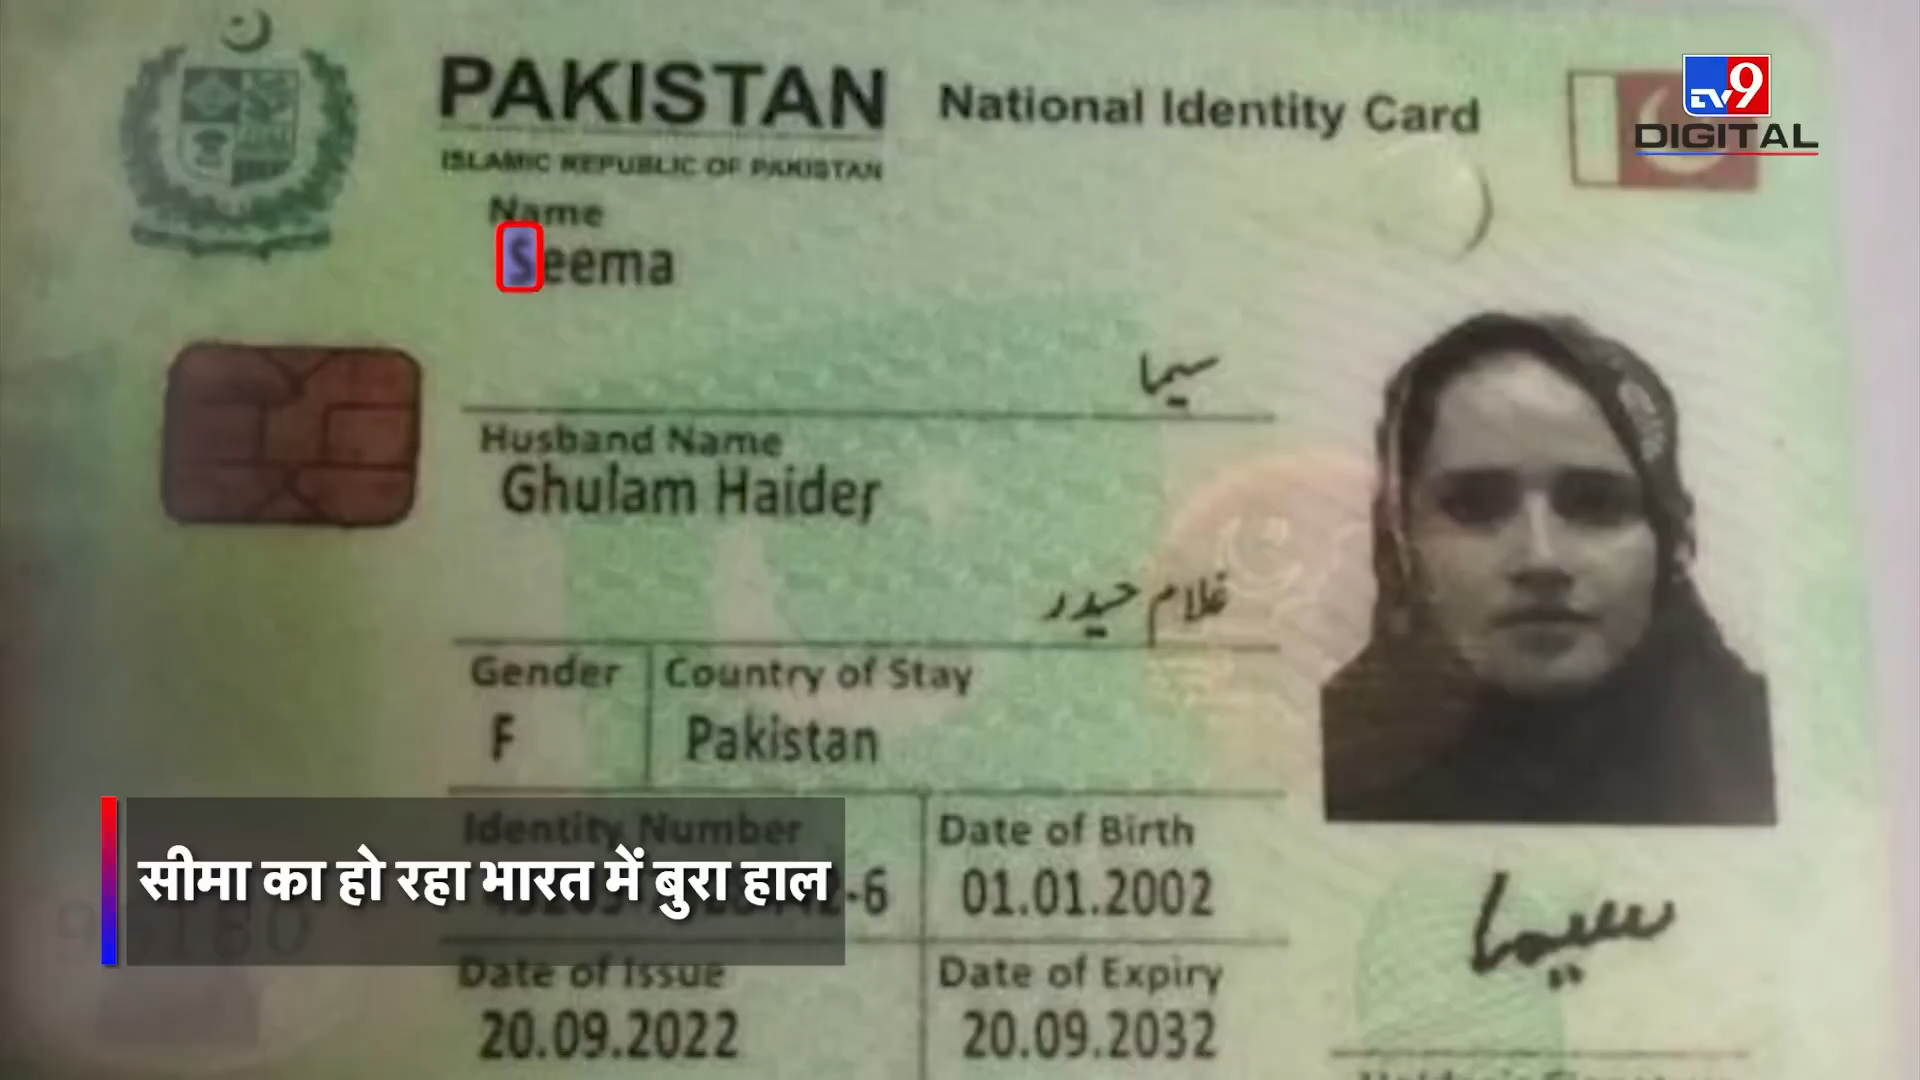 PAKISTAN National Identity Card
ISLAMIC REPUBLIC OF PAKISTAN
TV9
DIGITAL
Name
Seema
سیما
Husband Name
Ghulam Haider
غلام حیدر
Gender Country of Stay
F Pakistan
Identity Number Date of Birth
-6 01.01.2002
सीमा का हो रहा भारत में बुरा हाल
Date of Issue Date of Expiry
20.09.2022 20.09.2032
سیما